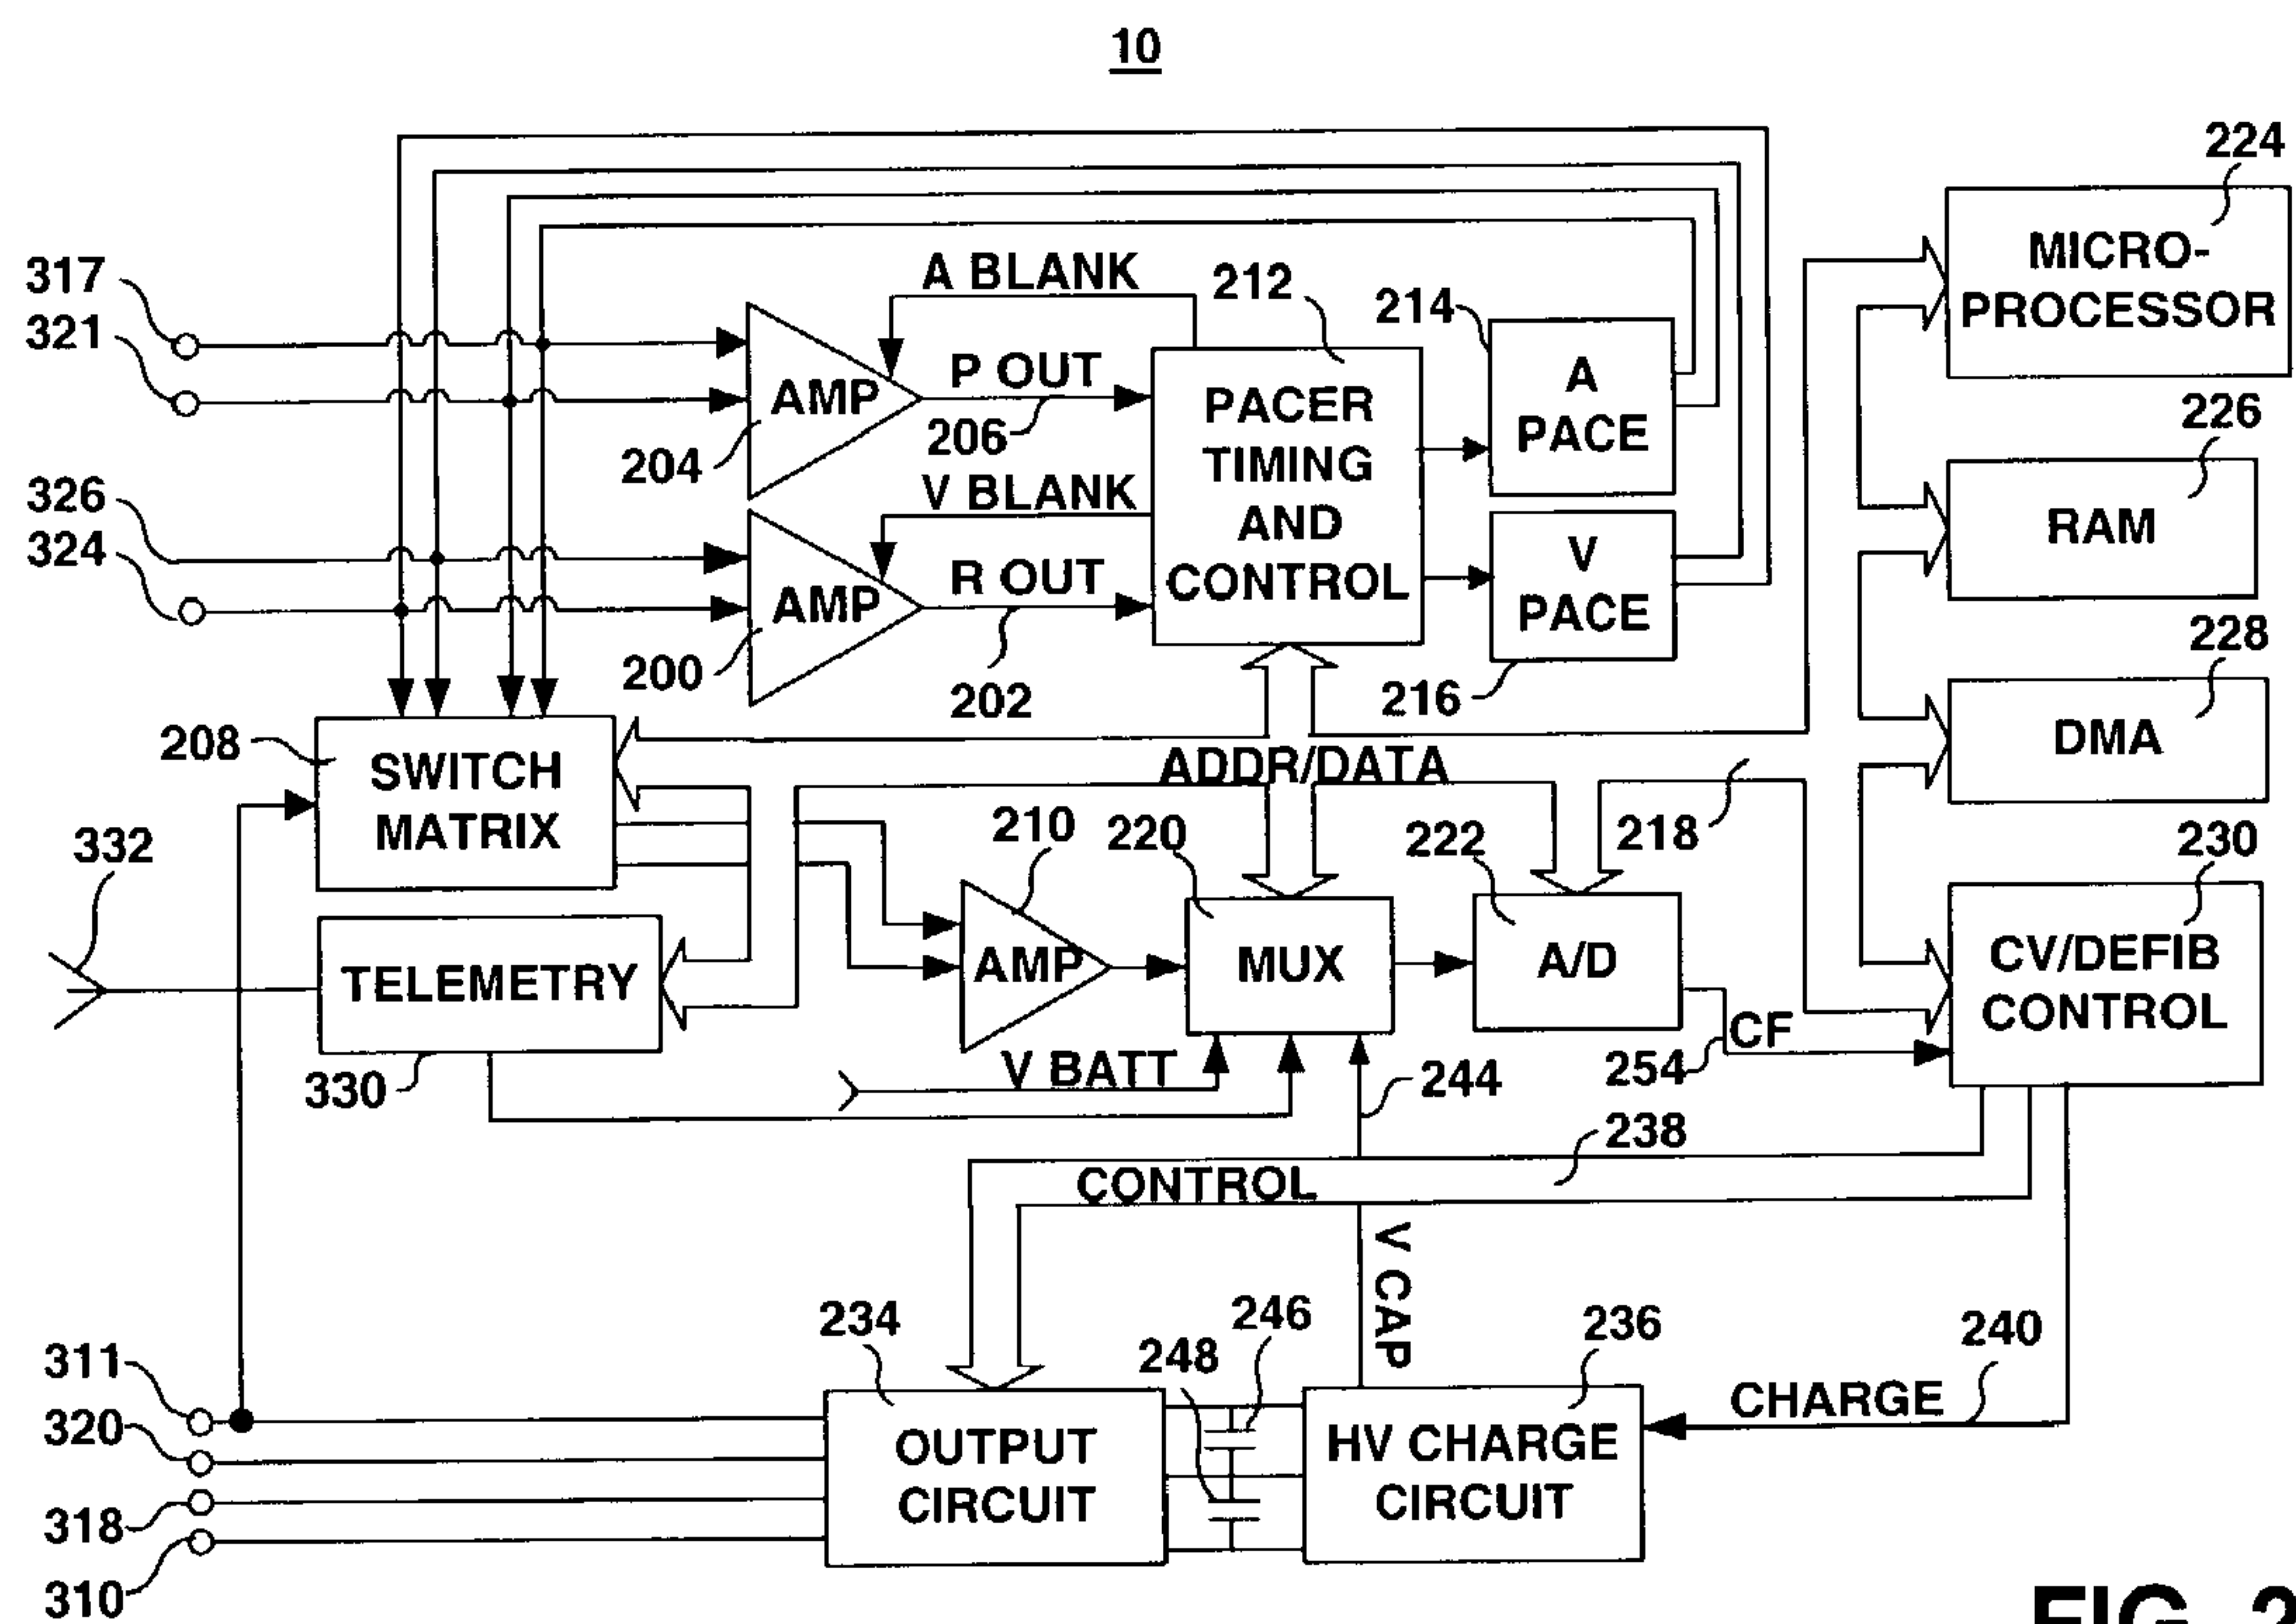 10
224
MICRO-
PROCESSOR
317
321
A BLANK
212
214
A
PACE
AMP
P OUT
206
204
PACER
TIMING
AND
CONTROL
226
RAM
326
324
V BLANK
AMP
R OUT
202
200
V
PACE
216
228
DMA
208
SWITCH
MATRIX
ADDR/DATA
218
332
210
AMP
220
MUX
222
A/D
230
CV/DEFIB
CONTROL
TELEMETRY
330
V BATT
244
254
CF
238
CONTROL
V CAP
234
248
246
236
240
CHARGE
311
320
318
310
OUTPUT
CIRCUIT
HV CHARGE
CIRCUIT
FIG. 2